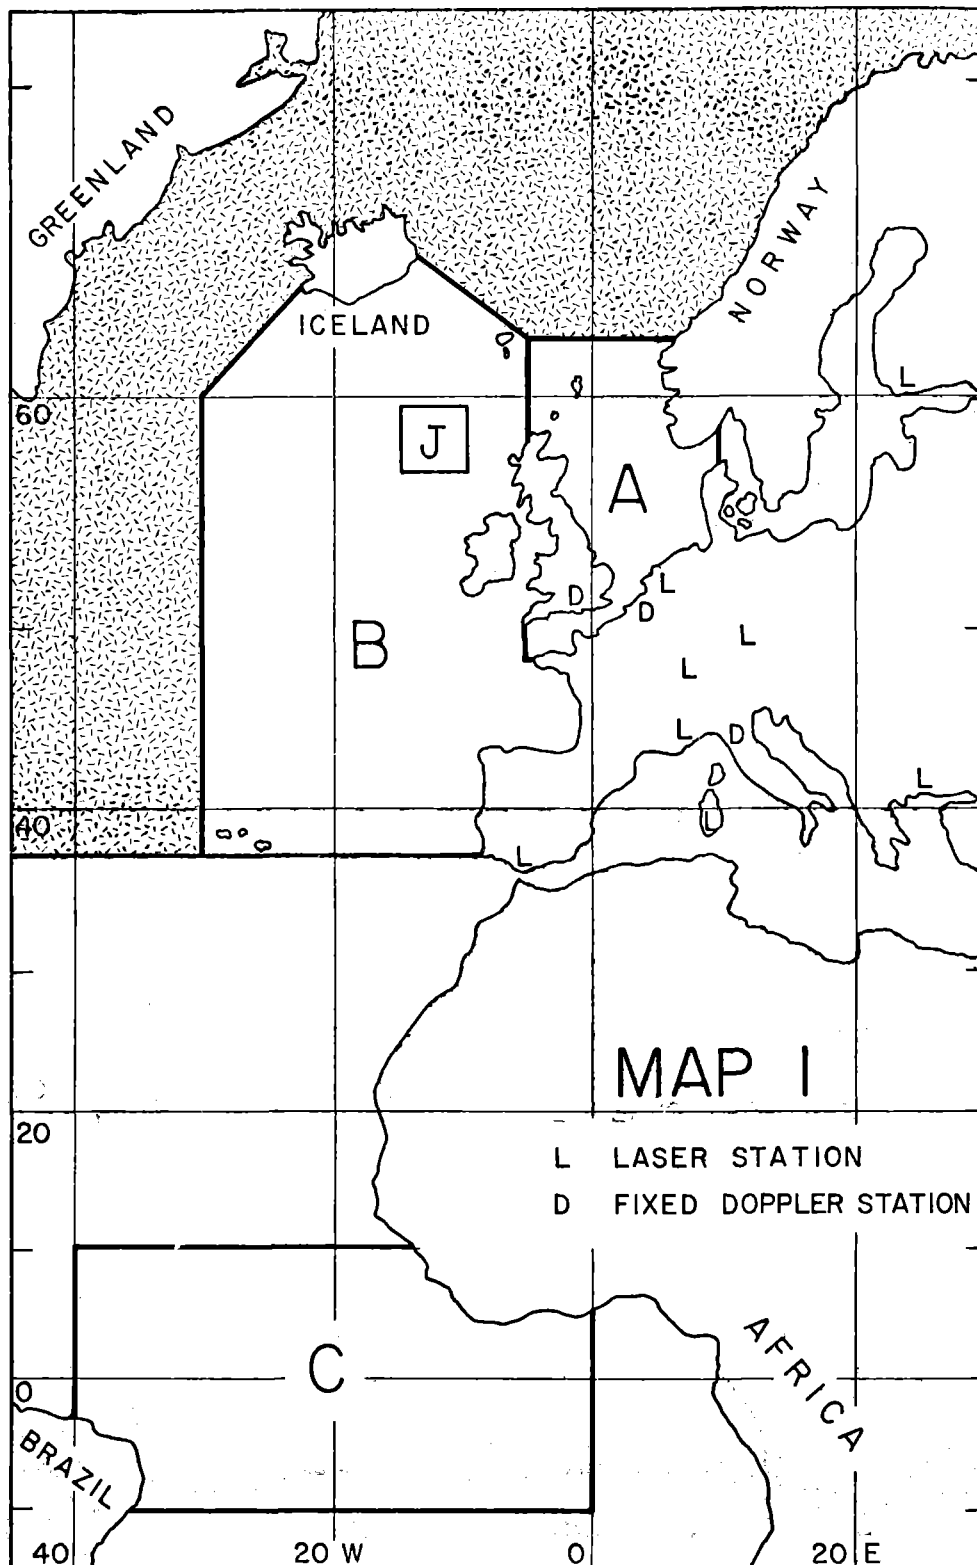 GREENLAND
NORWAY
ICELAND
L
60
J
A
L
D
D
B
L
L
L
D
L
40
L
L
MAP 1
20
L LASER STATION
D FIXED DOPPLER STATION
AFRICA
C
0
BRAZIL
40
20 W
0
20 E